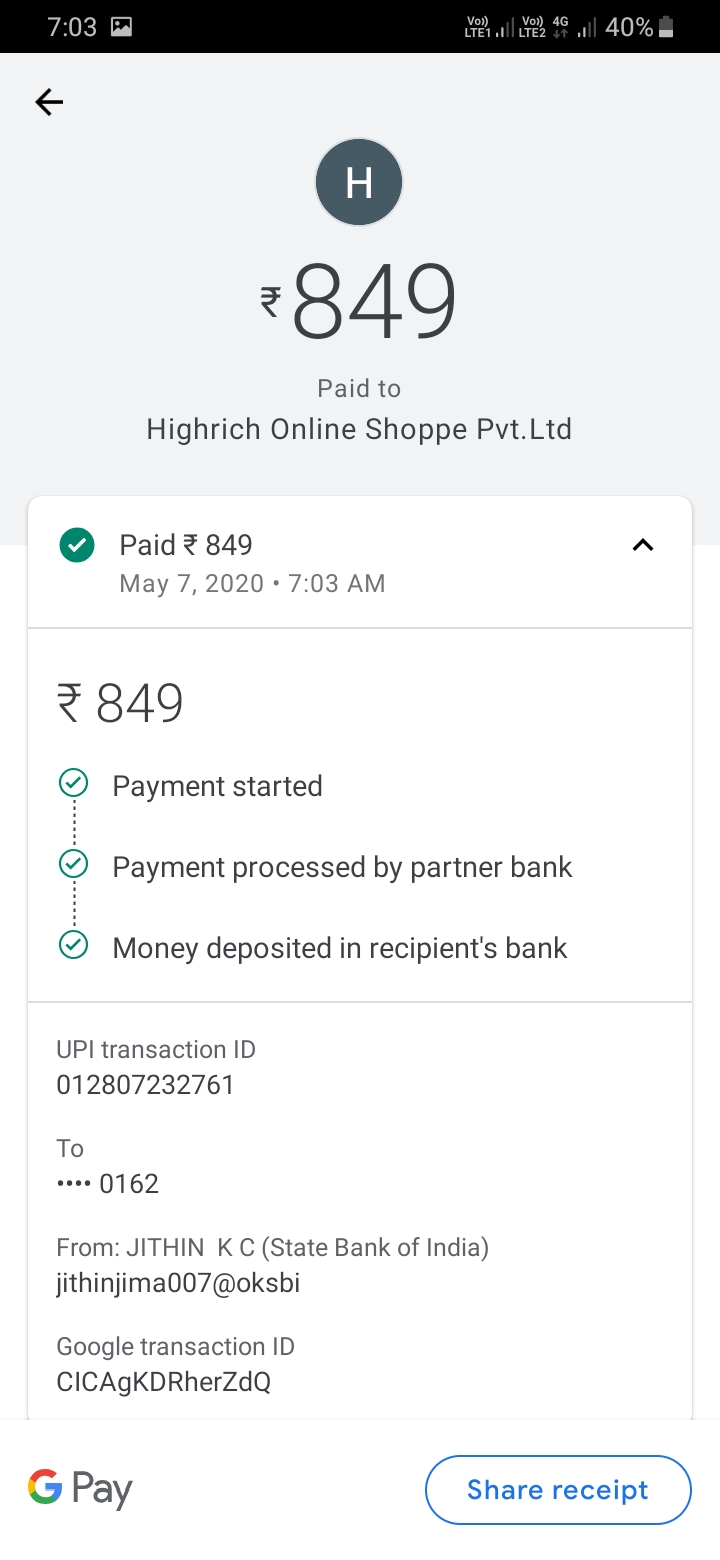 7:03 Vo) LTE1 Vo) LTE2 4G 40%
H
₹849
Paid to
Highrich Online Shoppe Pvt.Ltd
Paid ₹ 849
May 7, 2020 • 7:03 AM
₹ 849
Payment started
Payment processed by partner bank
Money deposited in recipient's bank
UPI transaction ID
012807232761
To
•••• 0162
From: JITHIN  K C (State Bank of India)
jithinjima007@oksbi
Google transaction ID
CICAgKDRherZdQ
G Pay
Share receipt